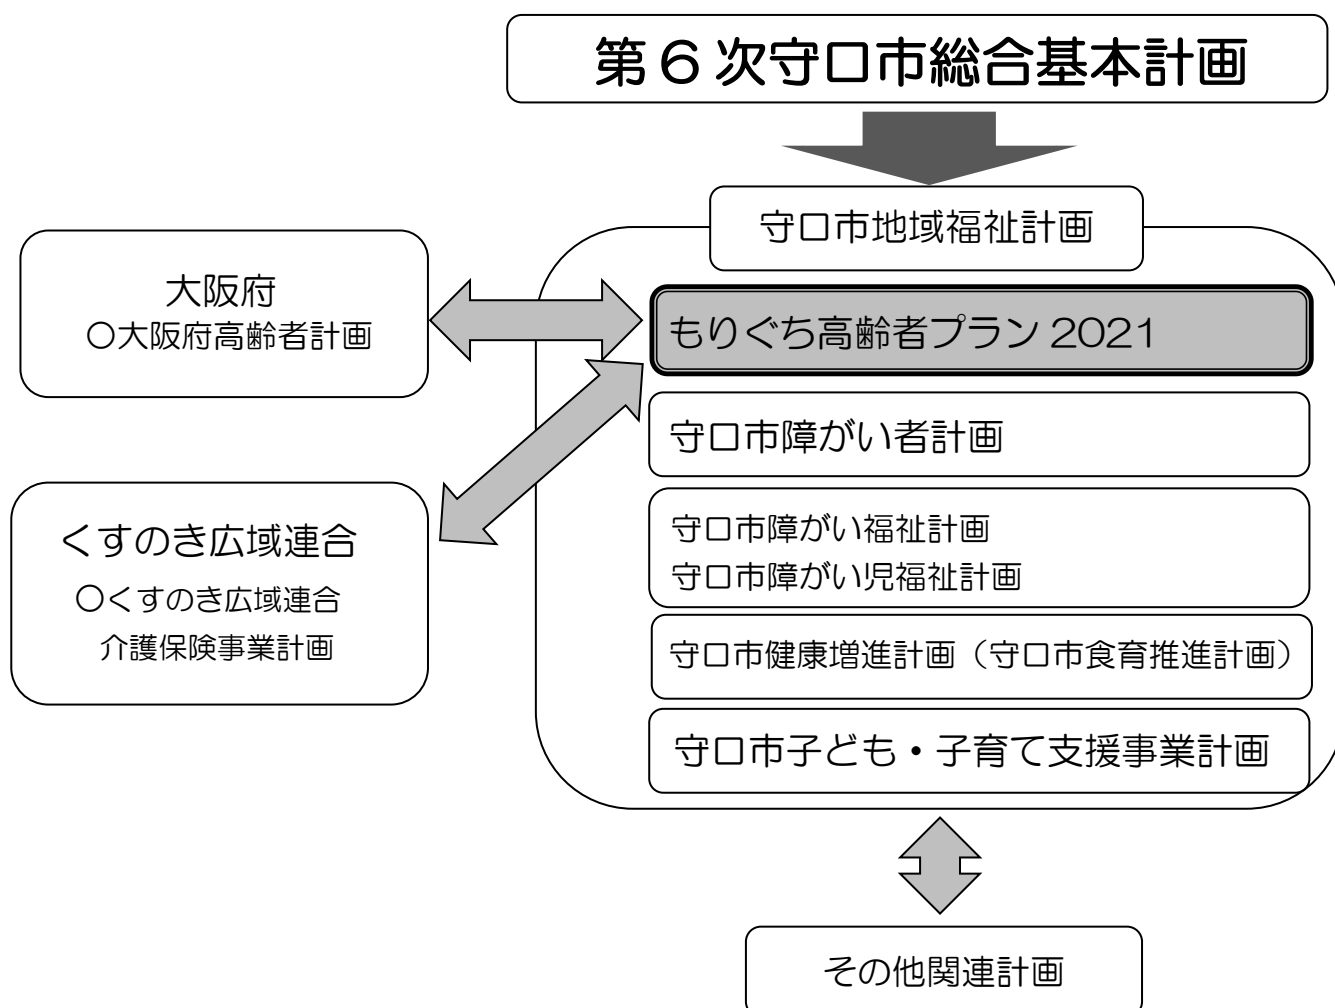 第6次守口市総合基本計画
守口市地域福祉計画
大阪府
〇大阪府高齢者計画
もりぐち高齢者プラン2021
守口市障がい者計画
くすのき広域連合
〇くすのき広域連合
介護保険事業計画
守口市障がい福祉計画
守口市障がい児福祉計画
守口市健康増進計画（守口市食育推進計画）
守口市子ども・子育て支援事業計画
その他関連計画